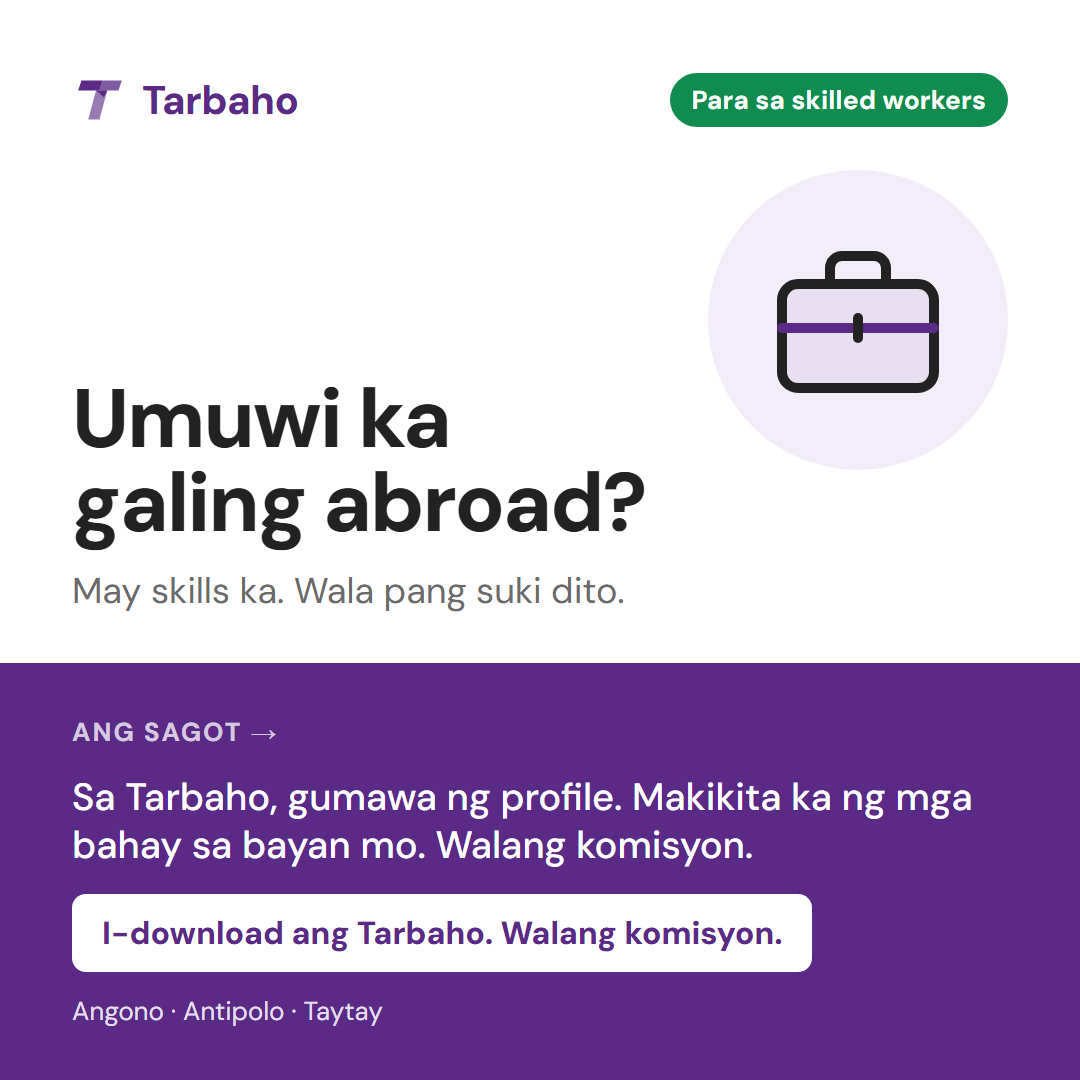 Tarbaho
Para sa skilled workers
Umuwi ka
galing abroad?
May skills ka. Wala pang suki dito.
ANG SAGOT →
Sa Tarbaho, gumawa ng profile. Makikita ka ng mga
bahay sa bayan mo. Walang komisyon.
I-download ang Tarbaho. Walang komisyon.
Angono · Antipolo · Taytay